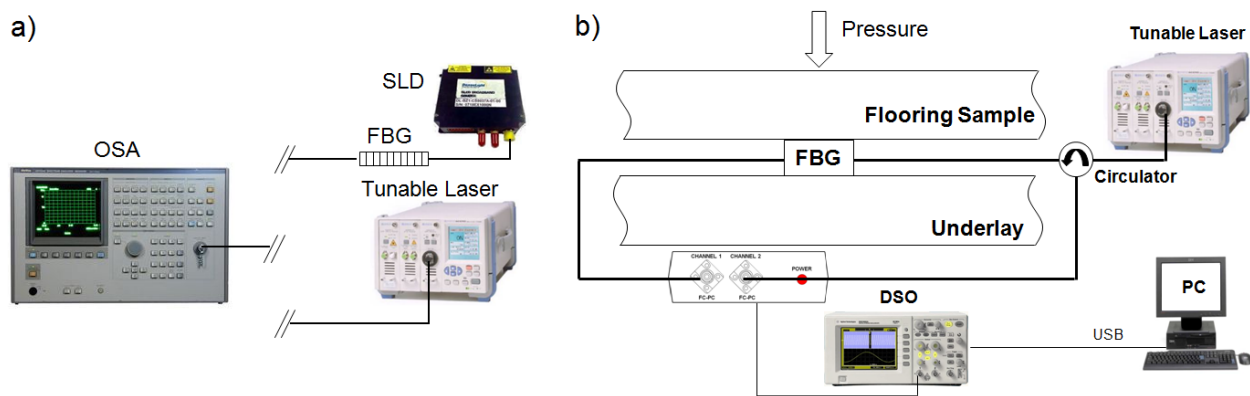 a)
SLD
FBG
OSA
Tunable Laser
b)
Pressure
Tunable Laser
Flooring Sample
FBG
Circulator
Underlay
CHANNEL 1
CHANNEL 2
POWER
FC-PC
FC-PC
DSO
PC
USB